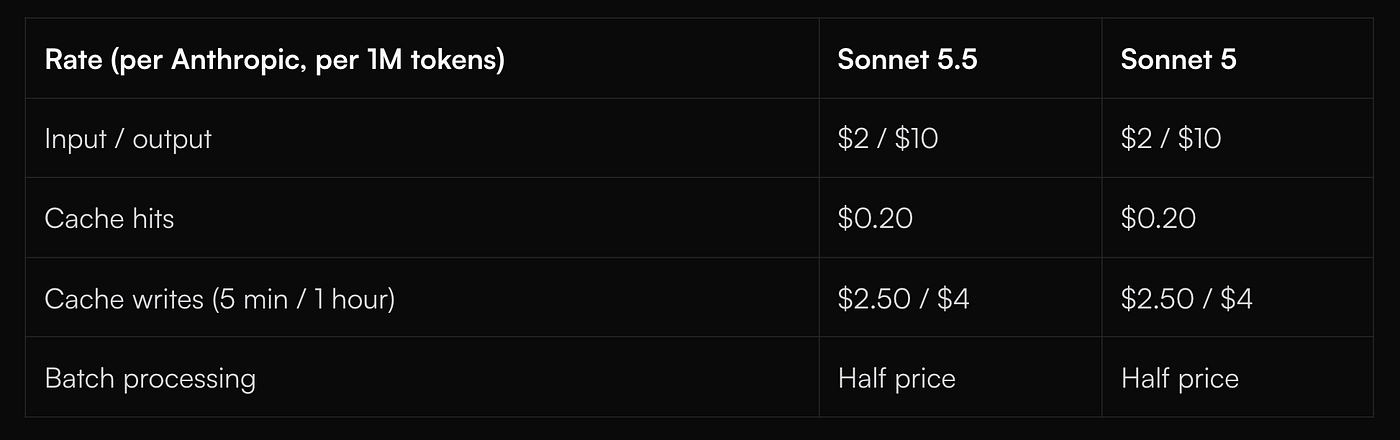 Rate (per Anthropic, per 1M tokens) Sonnet 5.5 Sonnet 5
Input / output $2 / $10 $2 / $10
Cache hits $0.20 $0.20
Cache writes (5 min / 1 hour) $2.50 / $4 $2.50 / $4
Batch processing Half price Half price